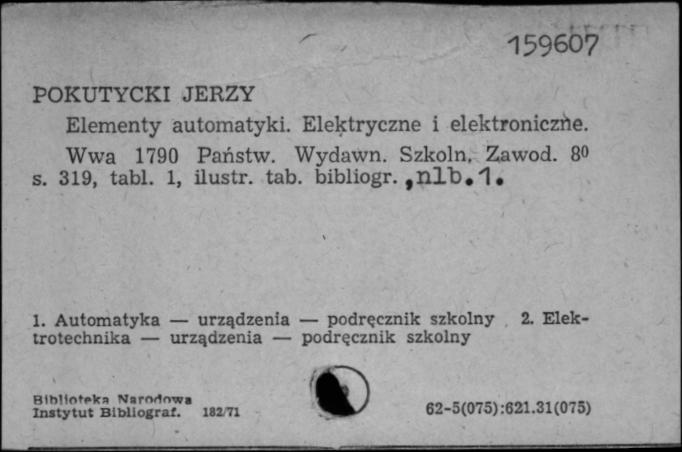 159607
POKUTYCKI JERZY
Elementy automatyki. Elektryczne i elektroniczne.
Wwa 1790 Państw. Wydawn. Szkoln. Zawod. 8⁰
s. 319, tabl. 1, ilustr. tab. bibliogr. ,nlb.1.
1. Automatyka — urządzenia — podręcznik szkolny 2. Elek-
trotechnika — urządzenia — podręcznik szkolny
Biblioteka Narodowa
Instytut Bibliograf. 182/71
62-5(075):621.31(075)